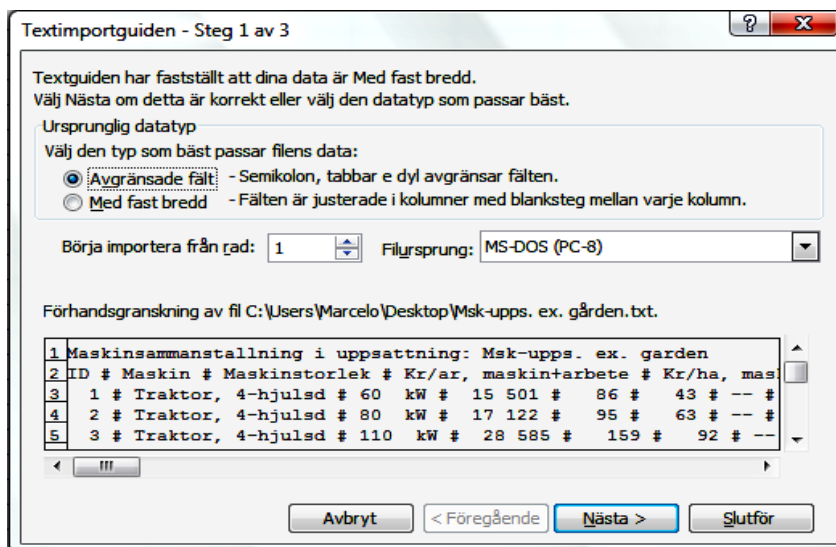 Textimportguiden - Steg 1 av 3
Textguiden har fastställt att dina data är Med fast bredd.
Välj Nästa om detta är korrekt eller välj den datatyp som passar bäst.
Ursprunglig datatyp
Välj den typ som bäst passar filens data:
Avgränsade fält - Semikolon, tabbar e dyl avgränsar fälten.
Med fast bredd - Fälten är justerade i kolumner med blanksteg mellan varje kolumn.
Börja importera från rad: 1 Filursprung: MS-DOS (PC-8)
Förhandsgranskning av fil C:\Users\Marcelo\Desktop\Msk-upps. ex. gården.txt.
1 Maskinsammanstallning i uppsattning: Msk-upps. ex. garden
2 ID # Maskin # Maskinstorlek # Kr/ar, maskin+arbete # Kr/ha, mas
3 1 # Traktor, 4-hjulsd # 60 kW # 15 501 # 86 # 43 # -- #
4 2 # Traktor, 4-hjulsd # 80 kW # 17 122 # 95 # 63 # -- #
5 3 # Traktor, 4-hjulsd # 110 kW # 28 585 # 159 # 92 # --
Avbryt < Föregående Nästa > Slutför